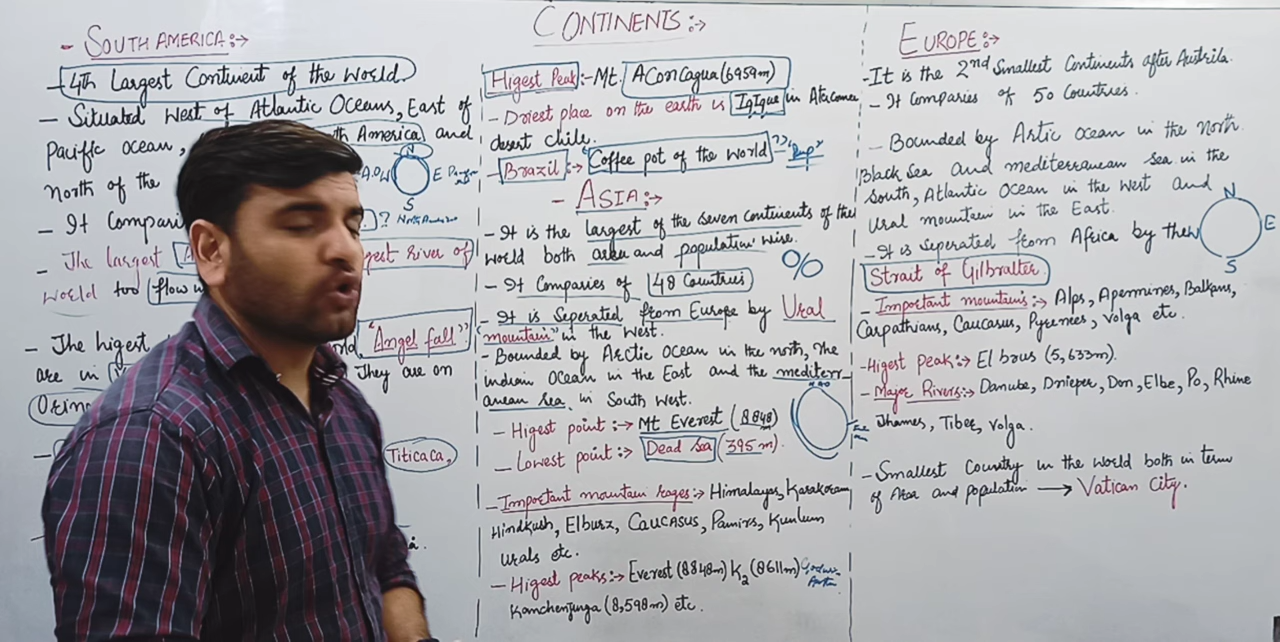 CONTINENTS:→
- SOUTH AMERICA:→
- 4th Largest Continent of the World
- Situated West of Atlantic Oceans, East of
Pacific Ocean, th America and
North of the
N
A.O W E
S
North America
- It Compari ?
- The largest gest River of
World too flow
- The higest rld "Angel fall"
are in They are on
Orin
Titicaca,
Higest Peak:- Mt. AConCagua (6959m)
- Driest place on the earth is IqIque in Atacama
desert chile.
- Brazil:→ Coffee pot of the World
- ASIA:→
- It is the largest of the seven continents of the
world both area and population wise.
%
- It Comparies of 48 Countries
- It is Seperated from Europe by Ural
mountain" in the West.
- Bounded by Arctic Ocean in the north, The
indian Ocean in the East and the mediterr-
anean sea, in South West.
- Higest point:→ Mt Everest (8848)
- Lowest point:→ Dead Sea (395m).
- Important mountain rages:→ Himalayas, Karakoram,
Hindkush, Elburz, Caucasus, Pamirs, Kunlum
Urals etc.
- Higest peaks:→ Everest (8848m) K2 (8611m)
Kanchenjunga (8,598m) etc.
EUROPE:→
- It is the 2nd Smallest Continents after Austrila.
- It Comparies of 50 Countries.
- Bounded by Artic Ocean in the North.
Black Sea and mediterranean Sea in the
South, Atlantic Ocean in the West and
Ural mountain in the East.
- It is Seperated from Africa by the
N
E
S
Strait of Gilbralter
- Important mountains:→ Alps, Apennines, Balkans,
Carpathians, Caucasus, Pyrenees, Volga etc.
- Higest Peak:→ Elbrus (5,633m).
- Major Rivers:→ Danube, Dnieper, Don, Elbe, Po, Rhine
Thames, Tiber, Volga.
- Smallest Country in the world both in term
of Area and population → Vatican City.